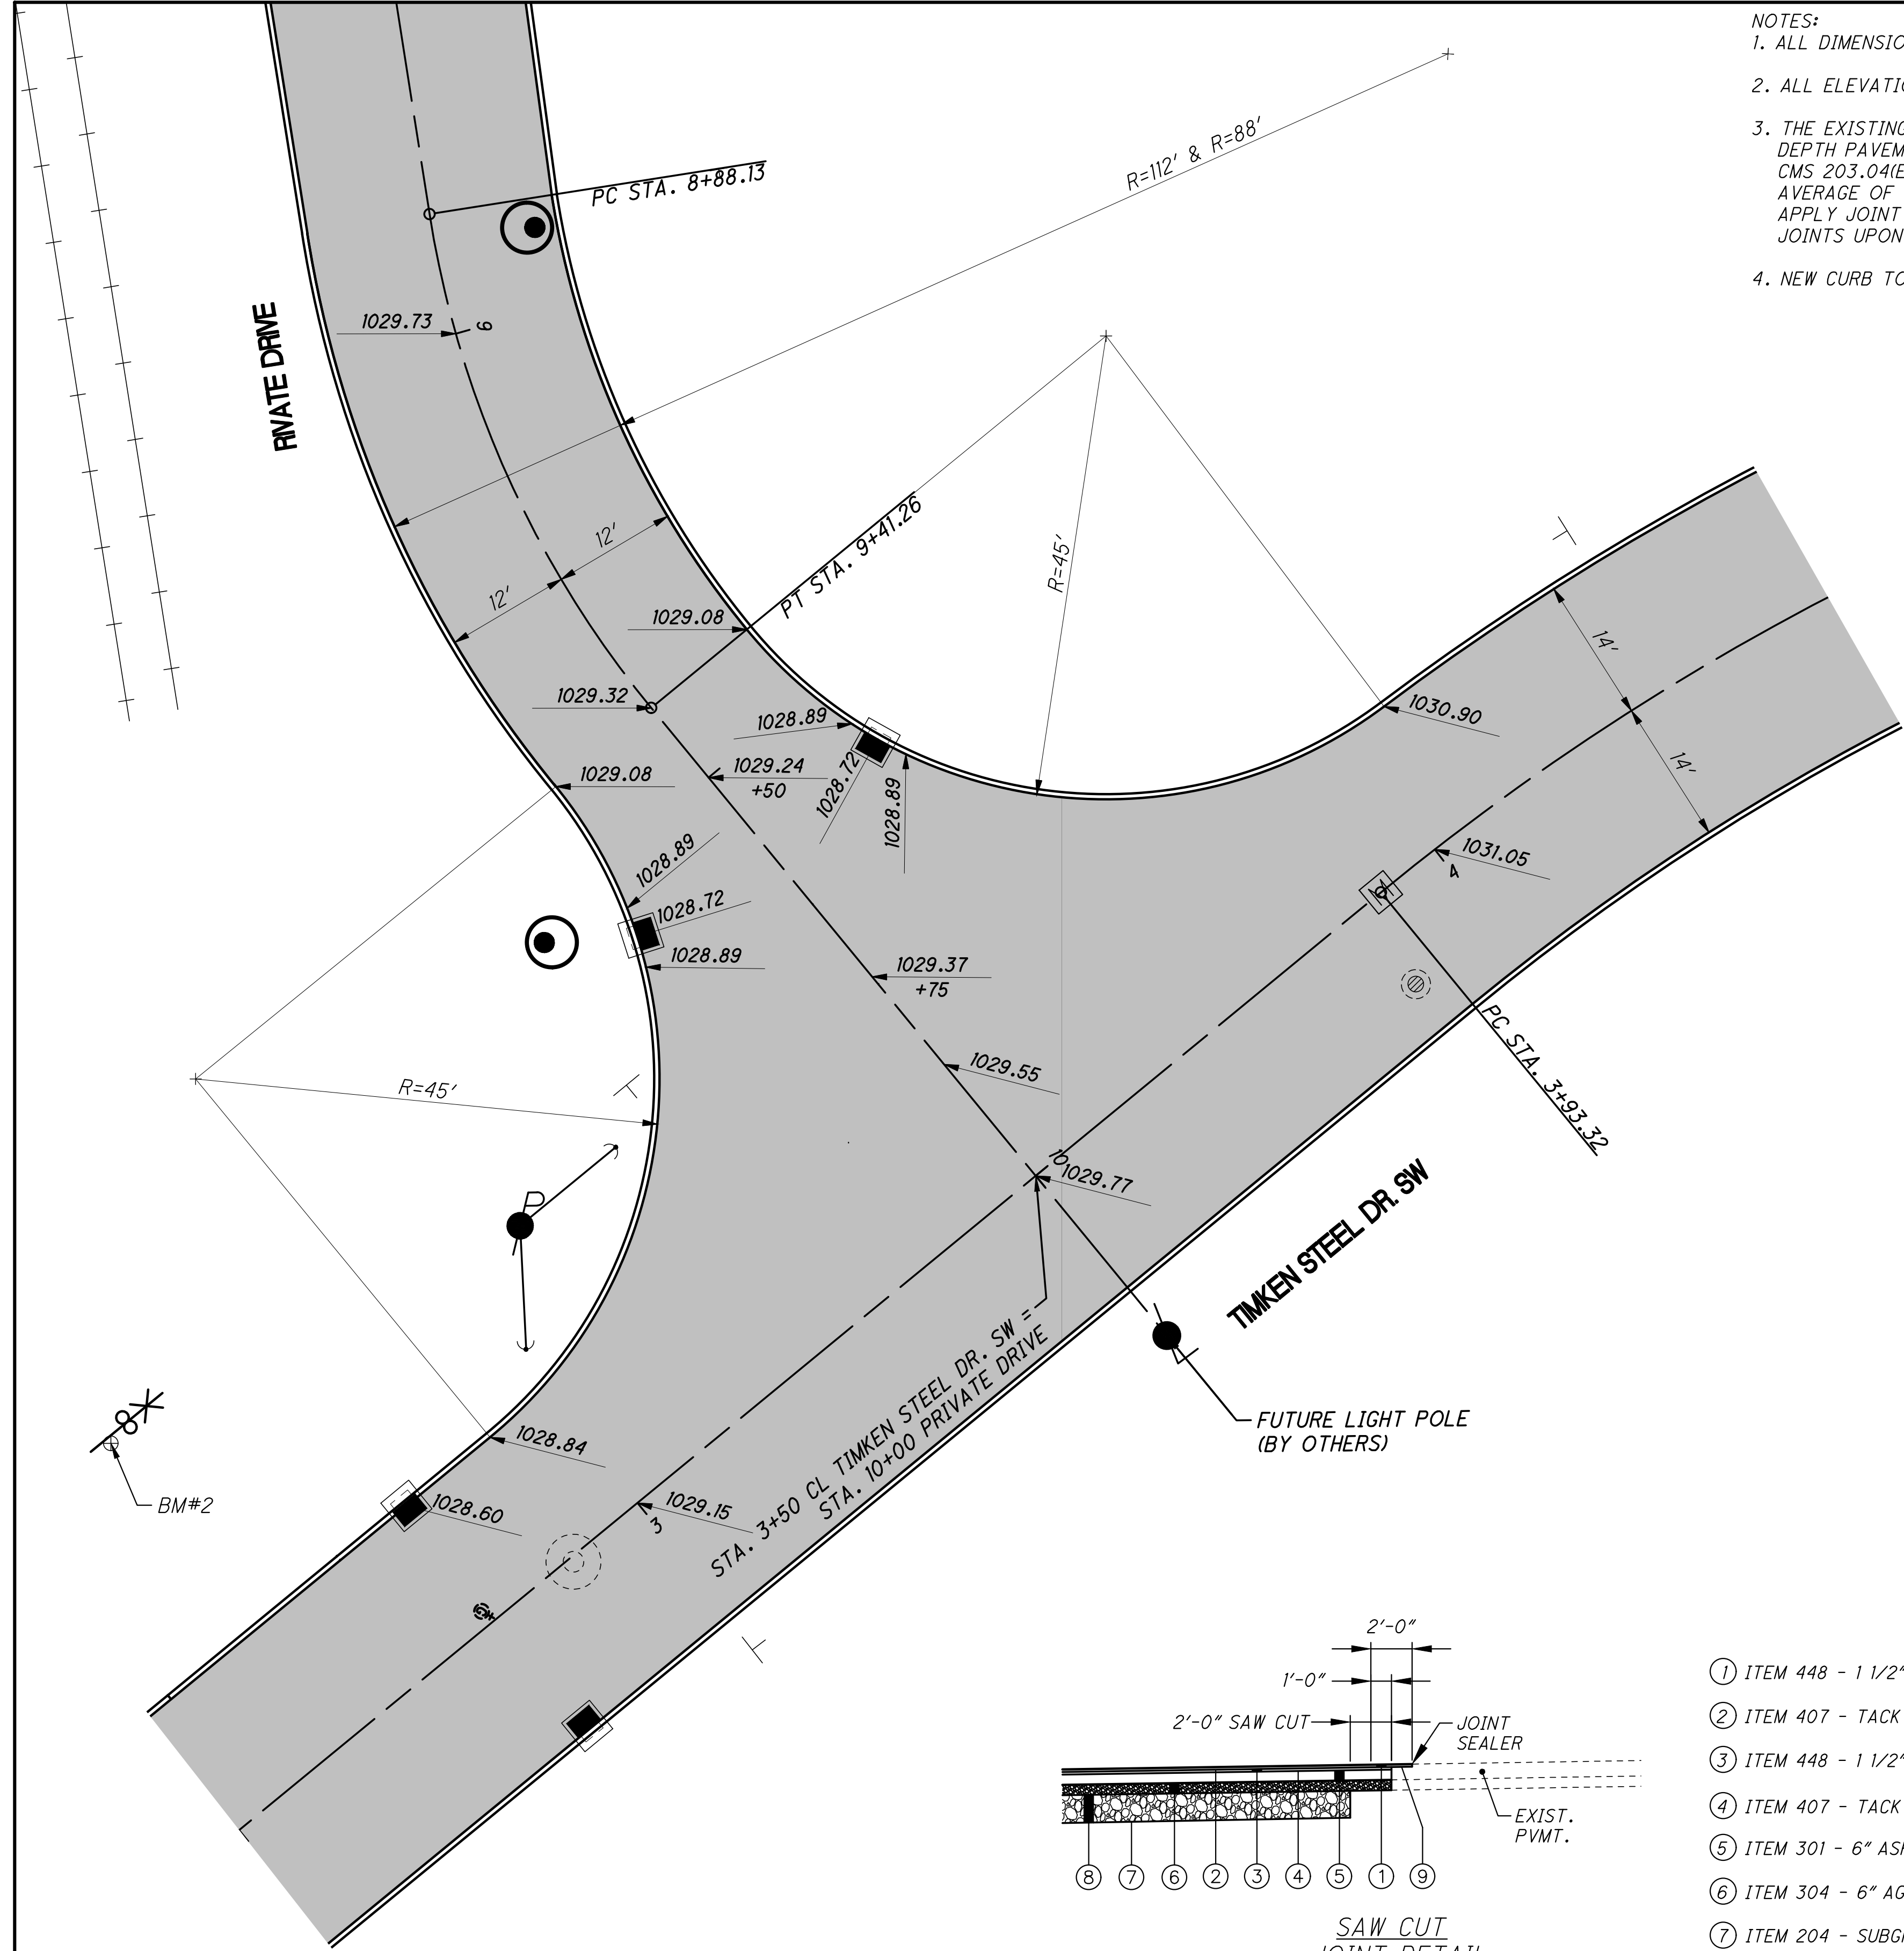 NOTES:
1. ALL DIMENSIO
2. ALL ELEVATI
3. THE EXISTING
DEPTH PAVEM
CMS 203.04(E
AVERAGE OF
APPLY JOINT
JOINTS UPON
4. NEW CURB TO
R=112' & R=88'
PC STA. 8+88.13
1029.73
9
RIVATE DRIVE
PT STA. 9+41.26
R=45'
12'
12'
1029.08
1029.32
1028.89
1028.72
1028.89
1029.24
+50
1029.08
1028.89
1028.72
1028.89
1030.90
14'
14'
1031.05
4
M
1029.37
+75
1029.55
PC STA. 3+93.32
R=45'
P
10
1029.77
TIMKEN STEEL DR. SW
STA. 3+50 CL TIMKEN STEEL DR. SW =
STA. 10+00 PRIVATE DRIVE
L
FUTURE LIGHT POLE
(BY OTHERS)
8
BM#2
1028.84
1028.60
1029.15
3
G
2'-0"
1'-0"
2'-0" SAW CUT
JOINT
SEALER
EXIST.
PVMT.
8 7 6 2 3 4 5 1 9
SAW CUT
JOINT DETAIL
1 ITEM 448 - 1 1/2"
2 ITEM 407 - TACK
3 ITEM 448 - 1 1/2"
4 ITEM 407 - TACK
5 ITEM 301 - 6" AS
6 ITEM 304 - 6" AG
7 ITEM 204 - SUBG